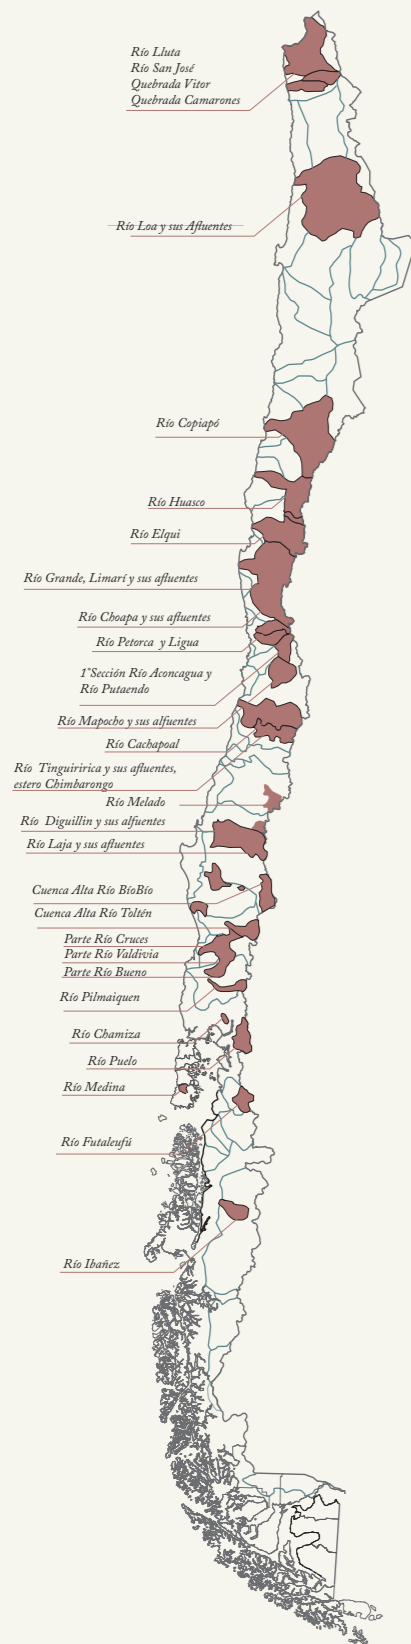 Río Lluta
Río San José
Quebrada Vitor
Quebrada Camarones
Río Loa y sus Afluentes
Río Copiapó
Río Huasco
Río Elqui
Río Grande, Limarí y sus afluentes
Río Choapa y sus afluentes
Río Petorca y Ligua
1°Sección Río Aconcagua y
Río Putaendo
Río Mapocho y sus alfuentes
Río Cachapoal
Río Tinguiririca y sus afluentes,
estero Chimbarongo
Río Melado
Río Diguillin y sus alfuentes
Río Laja y sus afluentes
Cuenca Alta Río BíoBío
Cuenca Alta Río Toltén
Parte Río Cruces
Parte Río Valdivia
Parte Río Bueno
Río Pilmaiquen
Río Chamiza
Río Puelo
Río Medina
Río Futaleufú
Río Ibañez